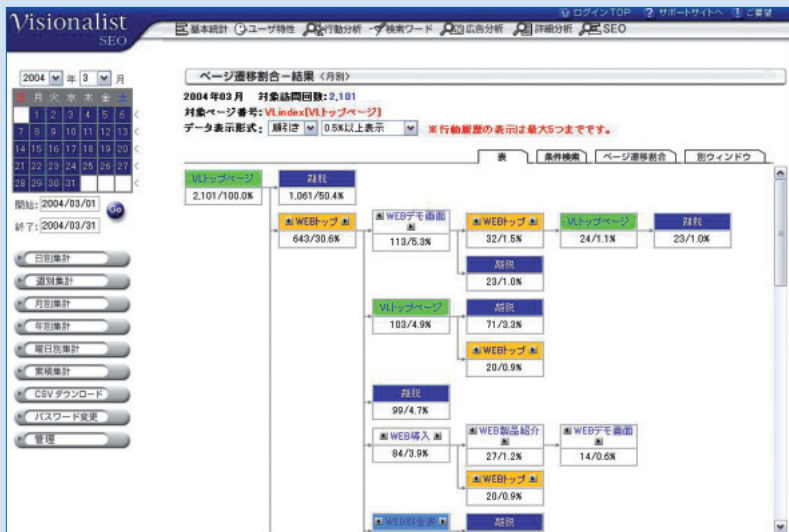 Visionalist
SEO
ログインTOP ? サポートサイトへ ! ご要望
基本統計 ユーザ特性 行動分析 検索ワード 広告分析 詳細分析 SEO
2004 年 3 月
日 月 火 水 木 金 土
1 2 3 4 5 6
7 8 9 10 11 12 13
14 15 16 17 18 19 20
21 22 23 24 25 26 27
28 29 30 31
開始: 2004/03/01
終了: 2004/03/31
Go
日別集計
週別集計
月別集計
年別集計
曜日別集計
累積集計
CSVダウンロード
パスワード変更
管理
ページ遷移割合-結果〈月別〉
2004年03月 対象訪問回数:2,101
対象ページ番号:VLindex[VLトップページ]
データ表示形式: 順引き 0.5%以上表示 ※行動履歴の表示は最大5つまでです。
表 条件検索 ページ遷移割合 別ウィンドウ
VLトップページ 離脱
2,101/100.0% 1,061/50.4%
WEBトップ WEBデモ画面 WEBトップ VLトップページ 離脱
643/30.6% 113/5.3% 32/1.5% 24/1.1% 23/1.0%
離脱
23/1.0%
VLトップページ 離脱
103/4.9% 71/3.3%
WEBトップ
20/0.9%
離脱
99/4.7%
WEB導入 WEB製品紹介 WEBデモ画面
84/3.9% 27/1.2% 14/0.6%
WEBトップ
20/0.9%
WEB料金表 離脱